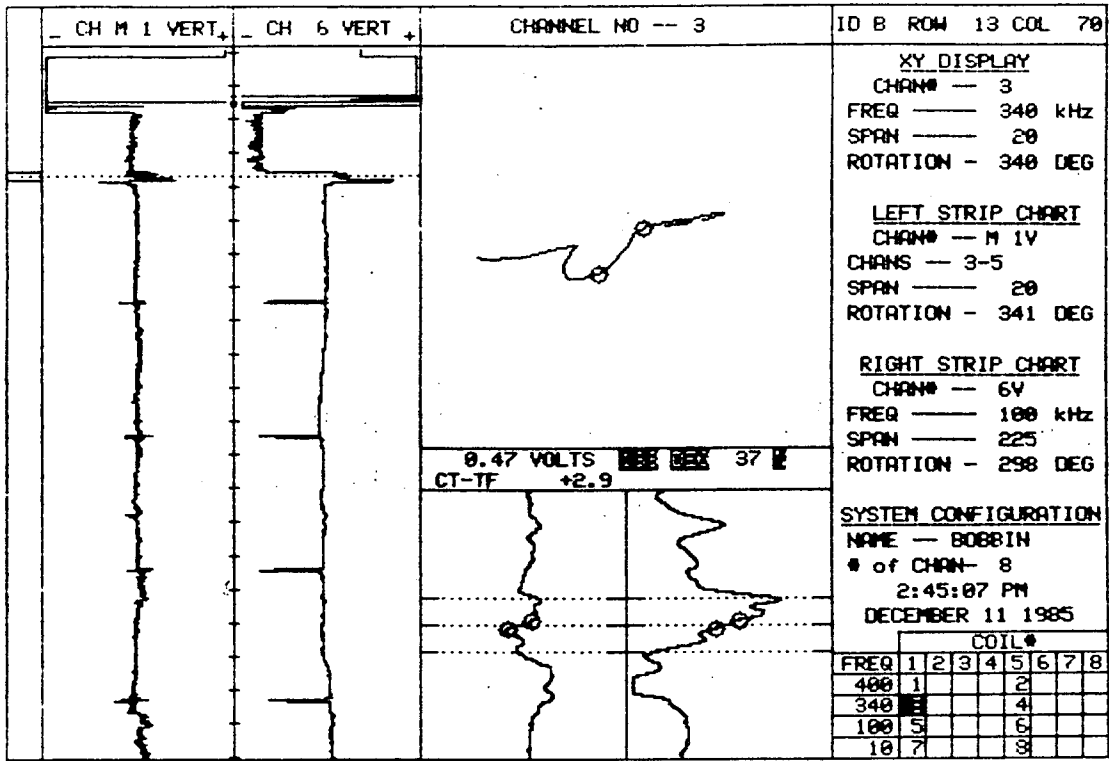 _ CH M 1 VERT + _ CH 6 VERT +
CHANNEL NO -- 3
ID B ROW 13 COL 70
XY DISPLAY
CHAN# -- 3
FREQ --- 340 kHz
SPAN --- 20
ROTATION - 340 DEG
LEFT STRIP CHART
CHAN# -- M 1V
CHANS -- 3-5
SPAN 20
ROTATION - 341 DEG
RIGHT STRIP CHART
CHAN# -- 6V
FREQ --- 100 kHz
SPAN --- 225
ROTATION - 298 DEG
0.47 VOLTS 37
CT-TF +2.9
SYSTEM CONFIGURATION
NAME -- BOBBIN
# of CHAN- 8
2:45:07 PM
DECEMBER 11 1985
COIL#
FREQ 1 2 3 4 5 6 7 8
400 1 2
340 4
100 5 6
10 7 8